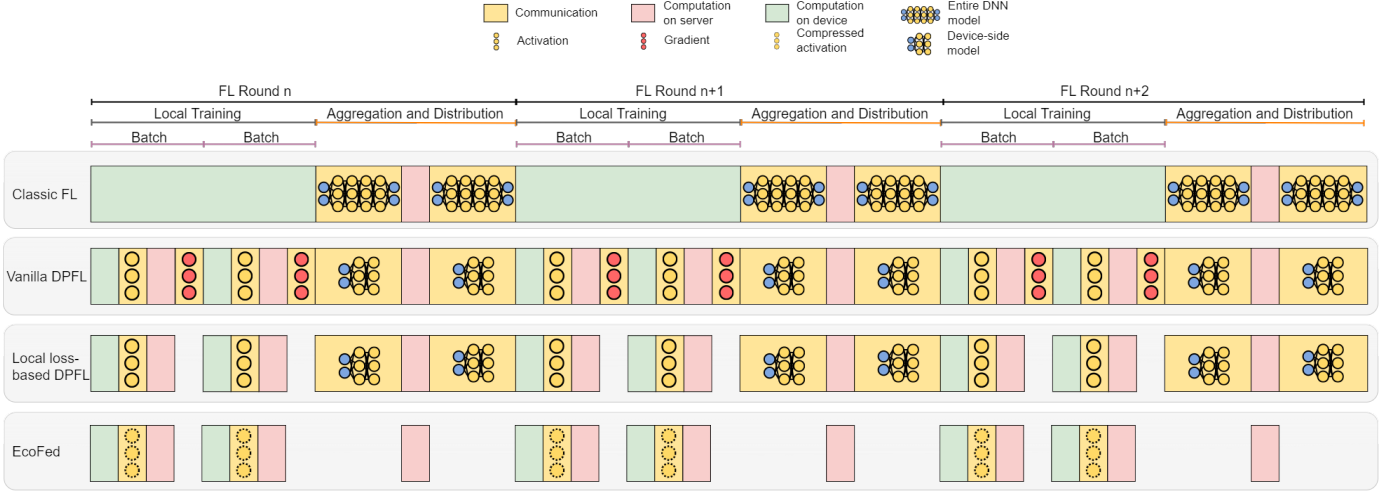 Communication
Computation
on server
Computation
on device
Entire DNN
model
Activation
Gradient
Compressed
activation
Device-side
model
FL Round n
FL Round n+1
FL Round n+2
Local Training
Aggregation and Distribution
Local Training
Aggregation and Distribution
Local Training
Aggregation and Distribution
Batch
Batch
Batch
Batch
Batch
Batch
Classic FL
Vanilla DPFL
Local loss-
based DPFL
EcoFed